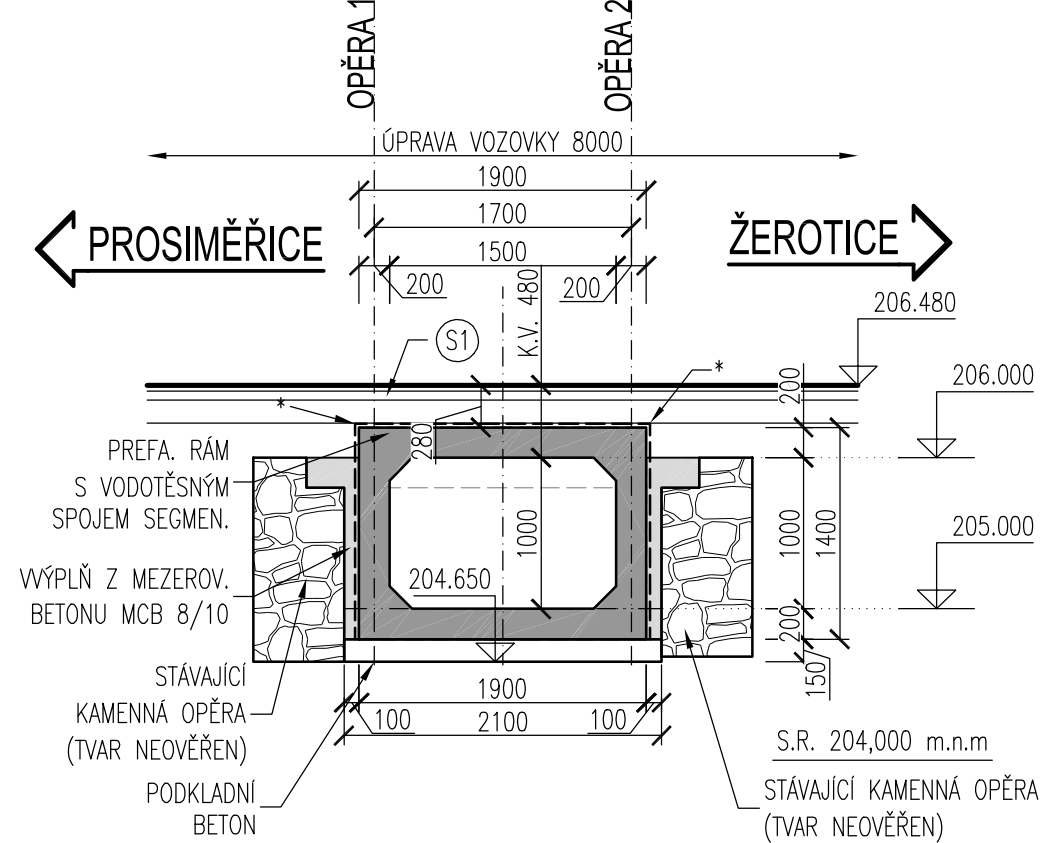 OPĚRA 1
OPĚRA 2
ÚPRAVA VOZOVKY 8000
1900
1700
1500
200
200
PROSIMĚŘICE
ŽEROTICE
K.V. 480
S1
206.480
*
*
200
206.000
280
PREFA. RÁM
S VODOTĚSNÝM
SPOJEM SEGMEN.
1000
1000
1400
205.000
VVÝPLŇ Z MEZEROV.
BETONU MCB 8/10
204.650
200
150
STÁVAJÍCÍ
KAMENNÁ OPĚRA
(TVAR NEOVĚŘEN)
1900
100
2100
100
S.R. 204,000 m.n.m
PODKLADNÍ
BETON
STÁVAJÍCÍ KAMENNÁ OPĚRA
(TVAR NEOVĚŘEN)